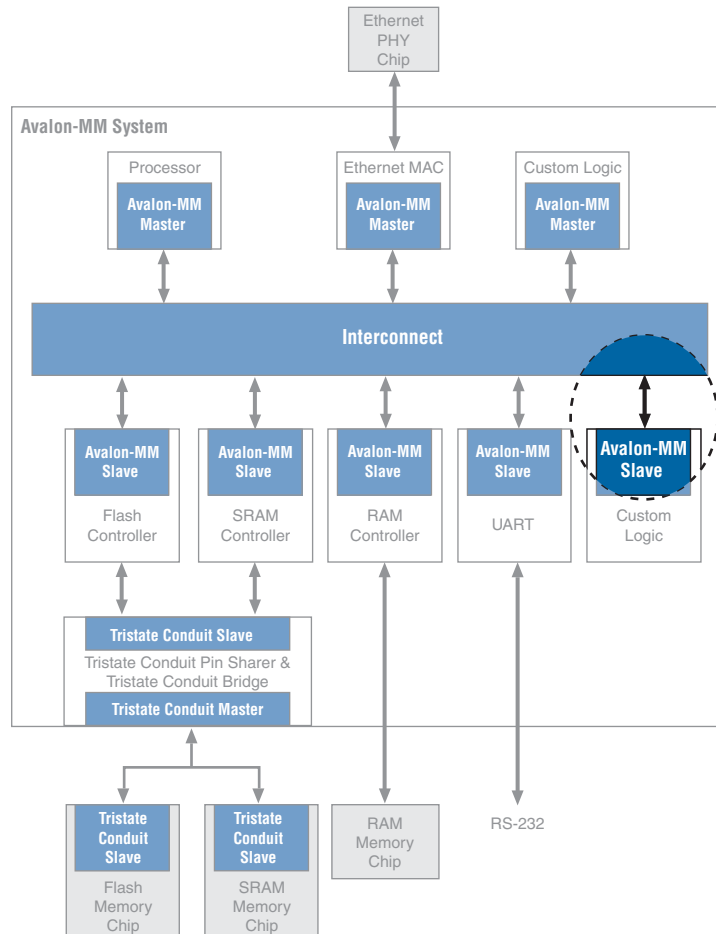 Ethernet
PHY
Chip
Avalon-MM System
Processor
Avalon-MM
Master
Ethernet MAC
Avalon-MM
Master
Custom Logic
Avalon-MM
Master
Interconnect
Avalon-MM
Slave
Flash
Controller
Avalon-MM
Slave
SRAM
Controller
Avalon-MM
Slave
RAM
Controller
Avalon-MM
Slave
UART
Avalon-MM
Slave
Custom
Logic
Tristate Conduit Slave
Tristate Conduit Pin Sharer &
Tristate Conduit Bridge
Tristate Conduit Master
Tristate
Conduit
Slave
Flash
Memory
Chip
Tristate
Conduit
Slave
SRAM
Memory
Chip
RAM
Memory
Chip
RS-232